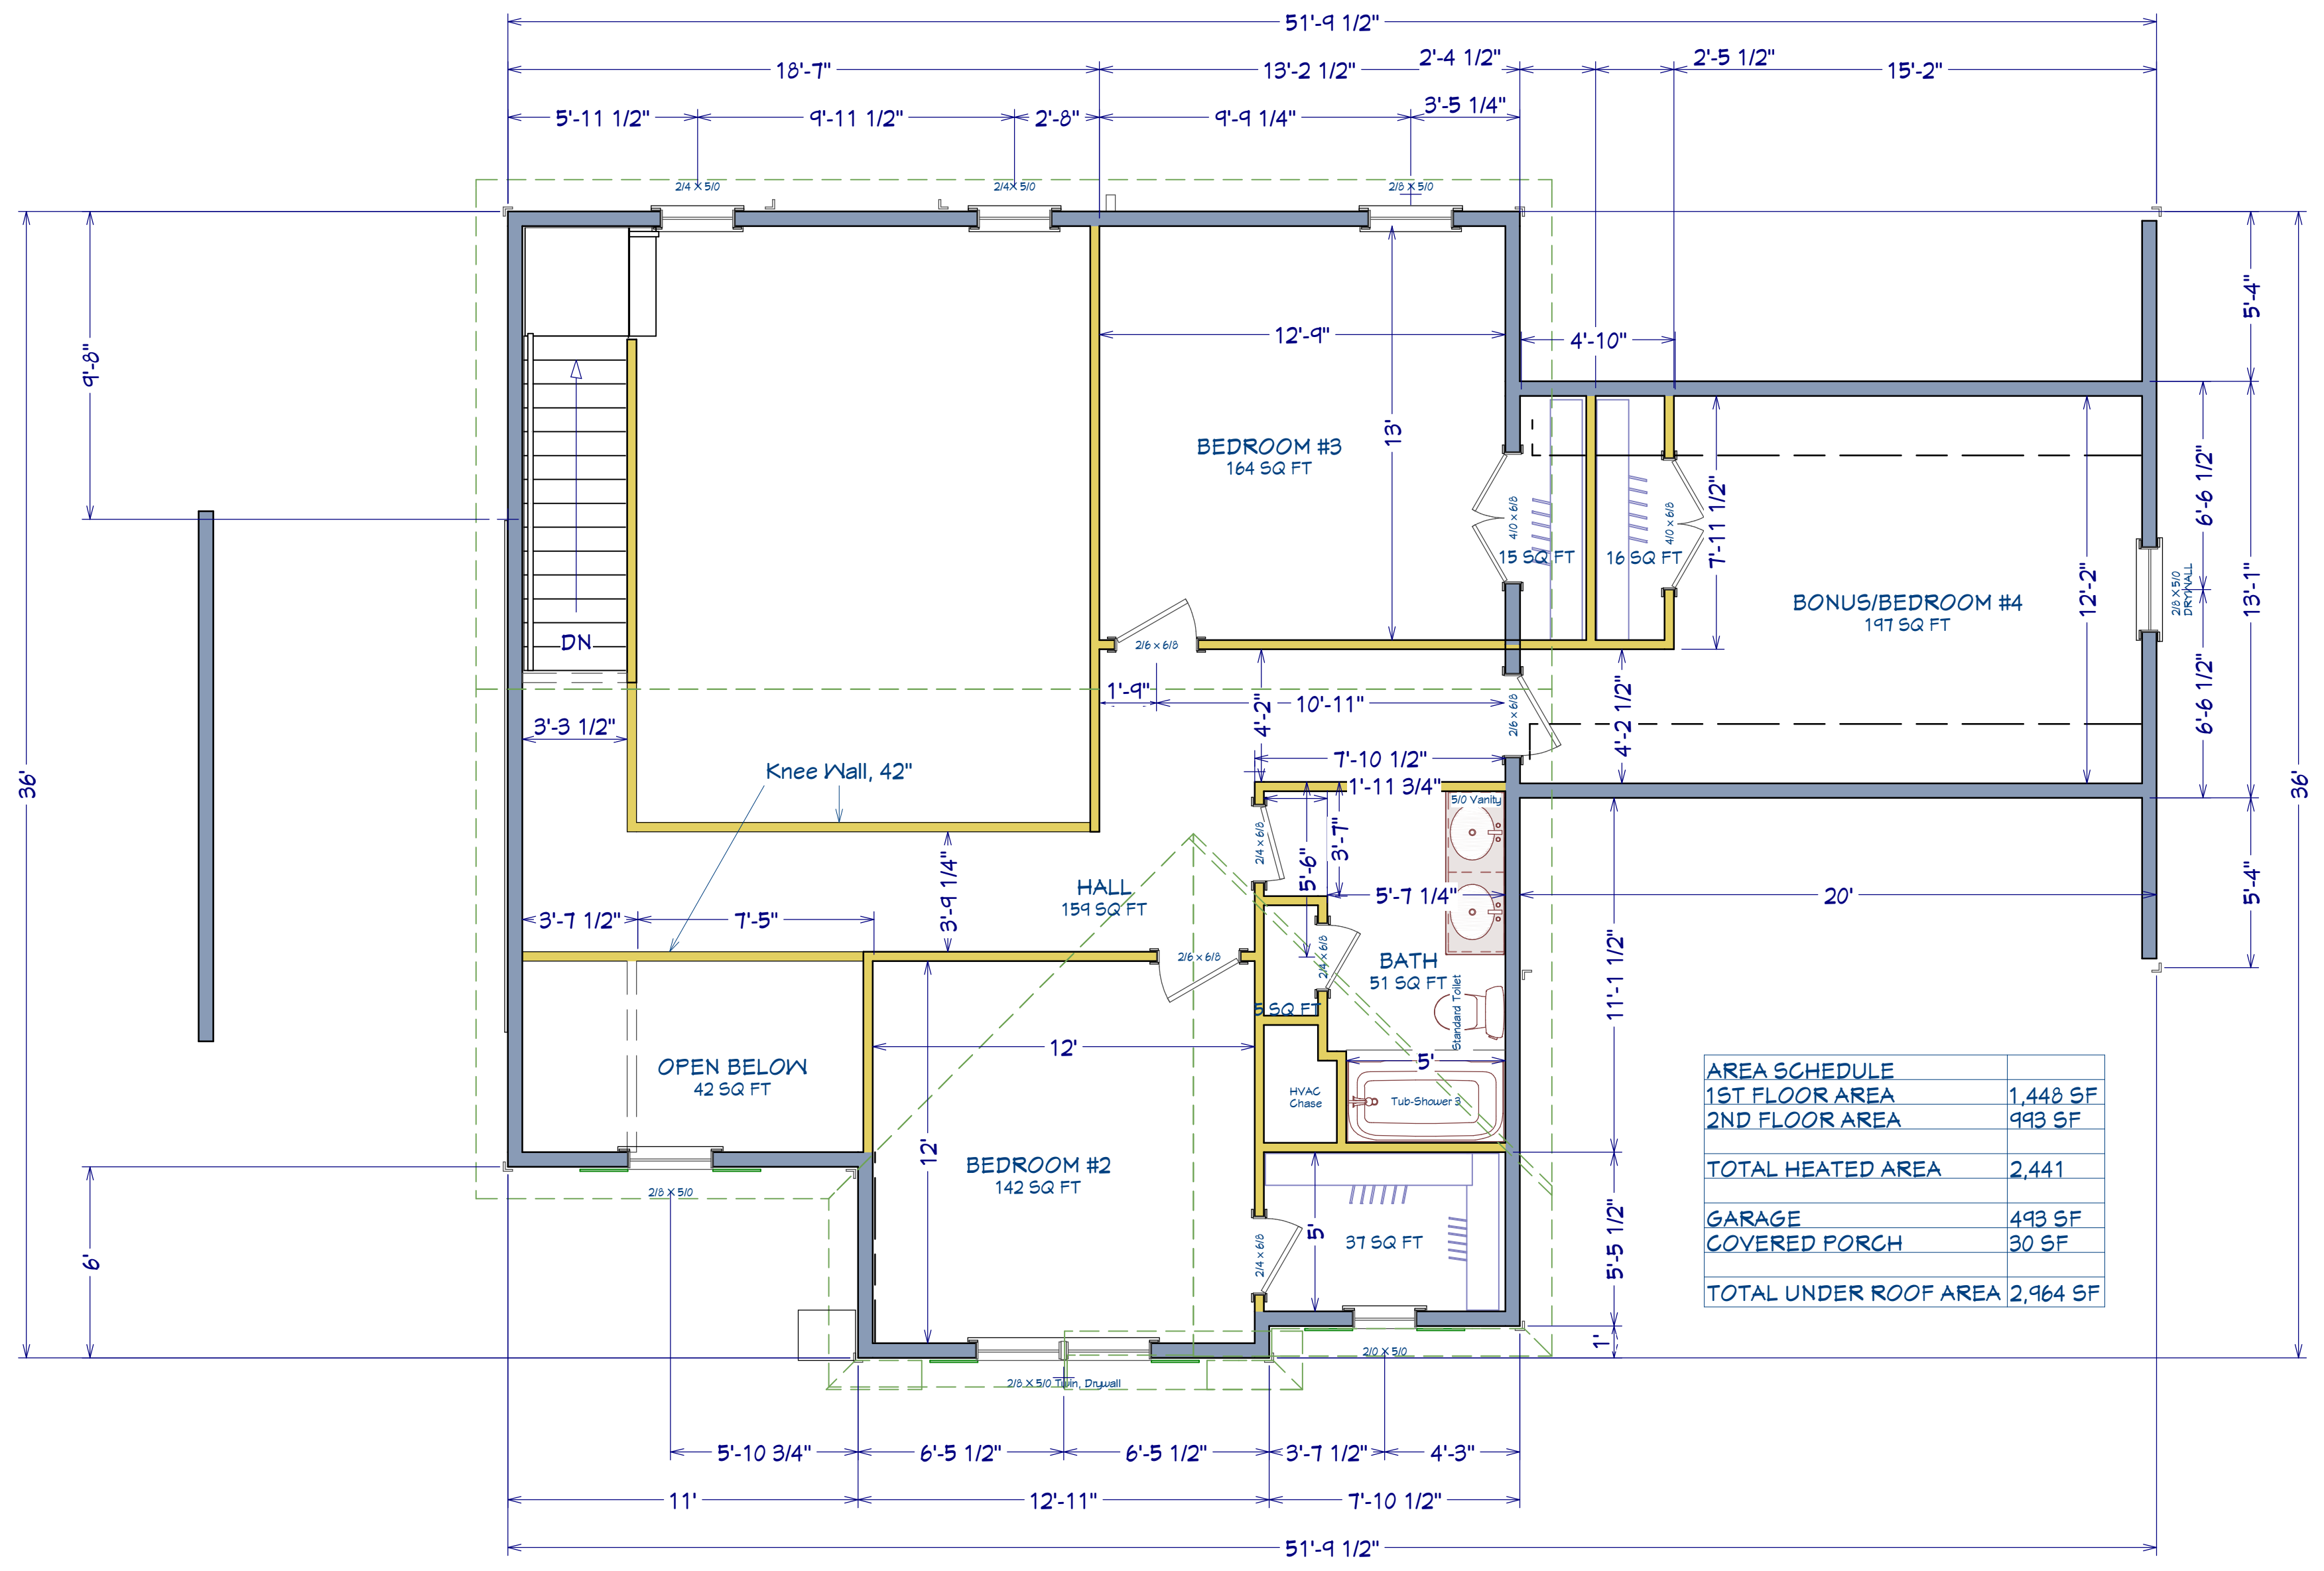 51'-9 1/2"
18'-7"
13'-2 1/2"
2'-4 1/2"
2'-5 1/2"
15'-2"
5'-11 1/2"
9'-11 1/2"
2'-8"
9'-9 1/4"
3'-5 1/4"
2/4 X 5/0
2/4 X 5/0
2/8 X 5/0
9'-8"
36'
6'
5'-4"
6'-6 1/2"
13'-1"
6'-6 1/2"
5'-4"
36'
12'-9"
4'-10"
13'
BEDROOM #3
164 SQ FT
4/0 x 6/8
15 SQ FT
16 SQ FT
4/0 x 6/8
7'-11 1/2"
12'-2"
BONUS/BEDROOM #4
197 SQ FT
2/8 X 5/0
DRYWALL
DN
2/6 x 6/8
1'-9"
10'-11"
4'-2"
2/6 x 6/8
4'-2 1/2"
3'-3 1/2"
Knee Wall, 42"
7'-10 1/2"
1'-11 3/4"
5/0 Vanity
2/4 x 6/8
5'-6"
3'-7"
3'-9 1/4"
HALL
159 SQ FT
5'-7 1/4"
20'
3'-7 1/2"
7'-5"
2/6 x 6/8
2/4 x 6/8
BATH
51 SQ FT
Standard Toilet
11'-1 1/2"
5 SQ FT
12'
OPEN BELOW
42 SQ FT
5'
HVAC
Chase
Tub-Shower 3
12'
BEDROOM #2
142 SQ FT
2/8 X 5/0
2/4 x 6/8
5'
37 SQ FT
5'-5 1/2"
1'
2/0 X 5/0
2/8 X 5/0 Twin, Drywall
AREA SCHEDULE
1ST FLOOR AREA 1,448 SF
2ND FLOOR AREA 993 SF
TOTAL HEATED AREA 2,441
GARAGE 493 SF
COVERED PORCH 30 SF
TOTAL UNDER ROOF AREA 2,964 SF
5'-10 3/4"
6'-5 1/2"
6'-5 1/2"
3'-7 1/2"
4'-3"
11'
12'-11"
7'-10 1/2"
51'-9 1/2"